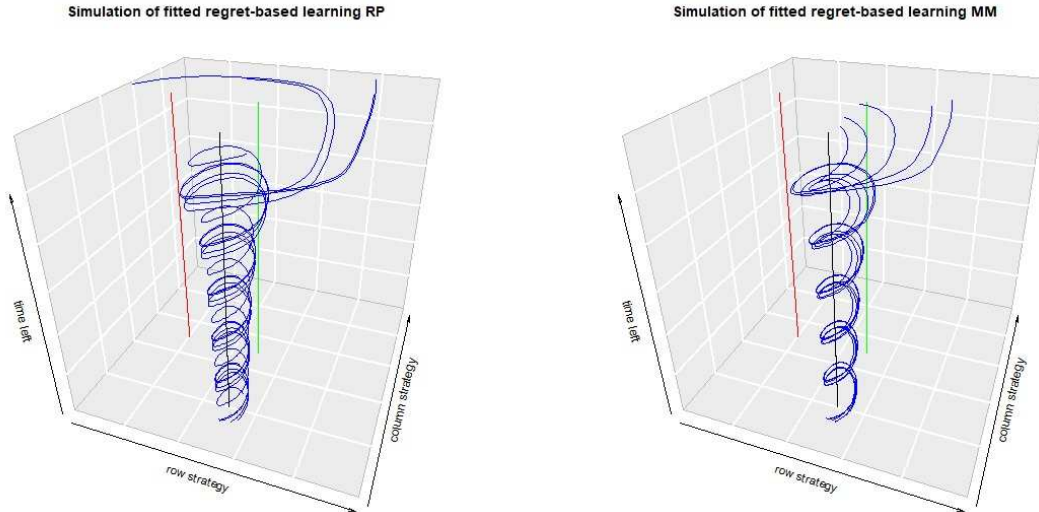 Simulation of fitted regret-based learning RP
Simulation of fitted regret-based learning MM
time left
row strategy
column strategy
time left
row strategy
column strategy